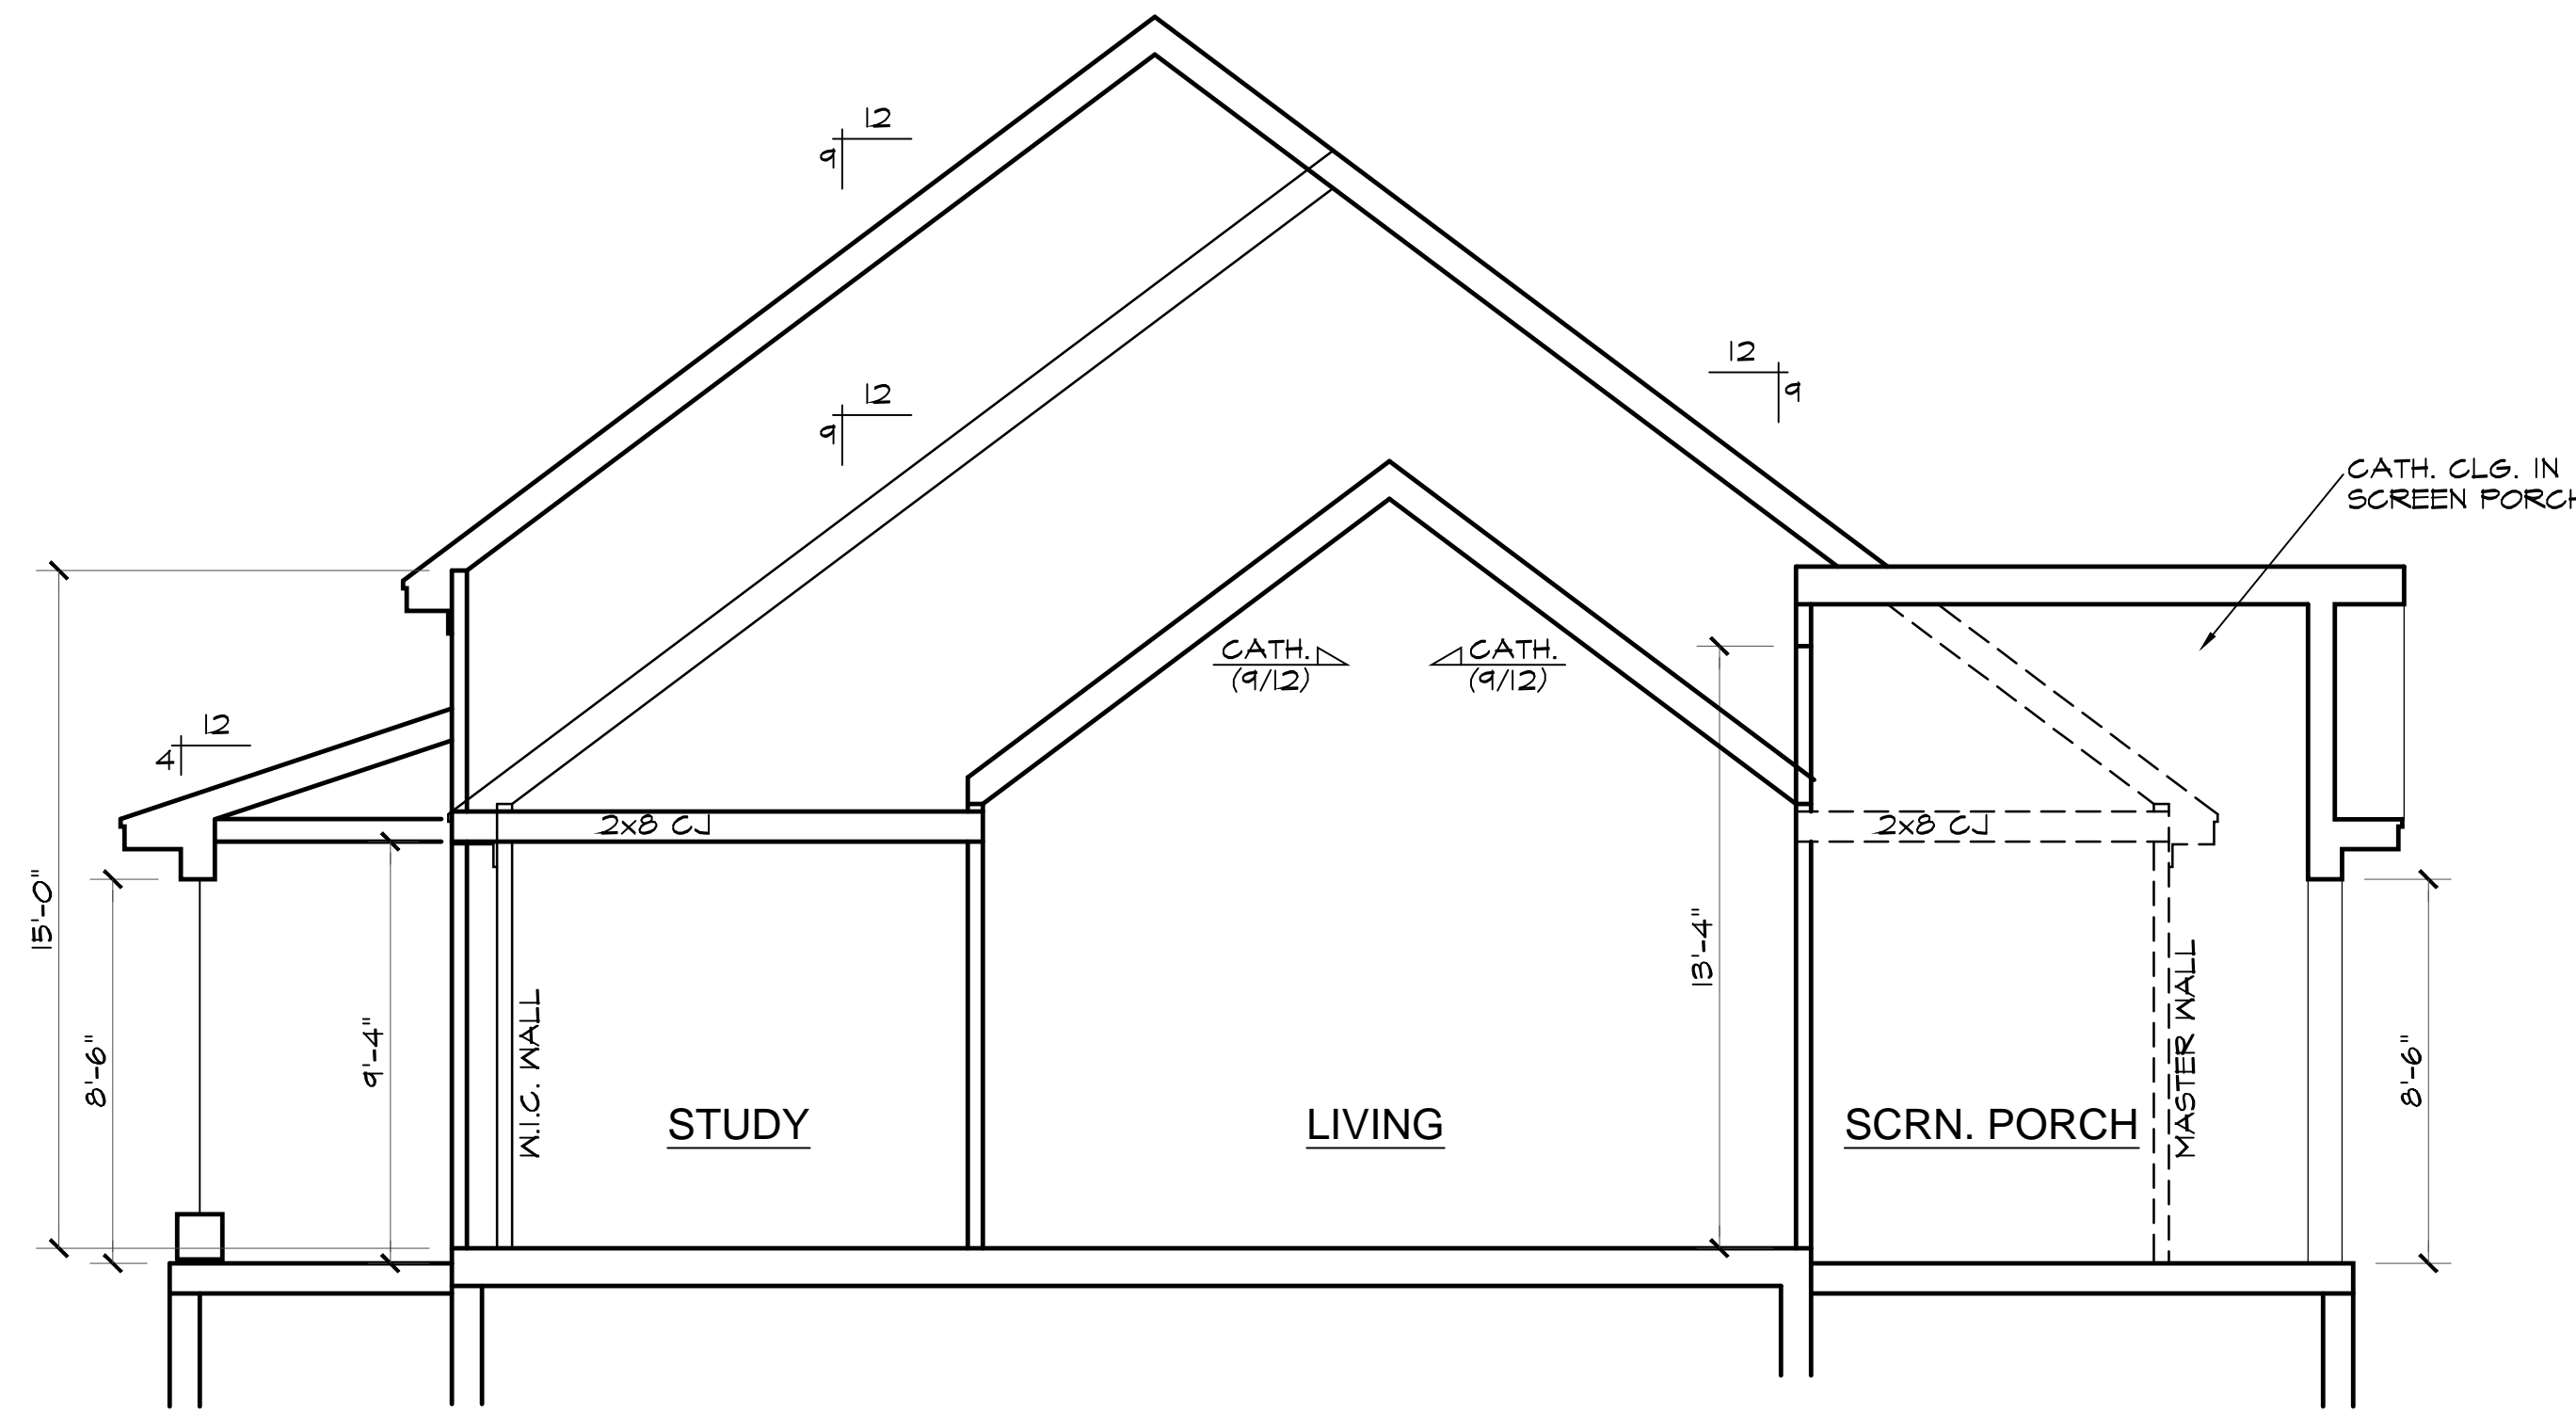 12
9
12
9
12
9
CATH. CLG. IN
SCREEN PORCH
CATH.
(9/12)
CATH.
(9/12)
12
4
2x8 CJ
2x8 CJ
15'-0"
8'-6"
9'-4"
13'-4"
8'-6"
W.I.C. WALL
MASTER WALL
STUDY
LIVING
SCRN. PORCH